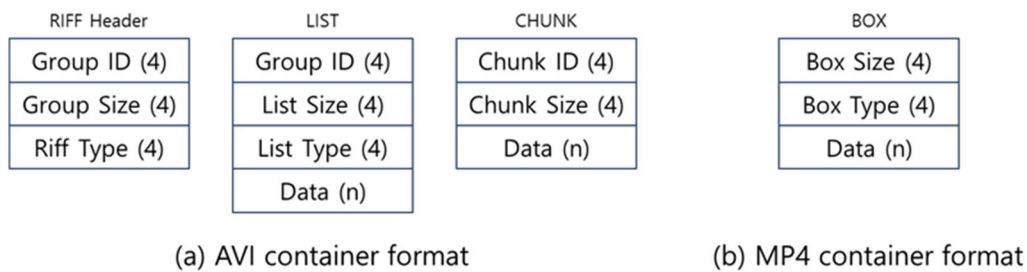 RIFF Header
Group ID (4)
Group Size (4)
Riff Type (4)
LIST
Group ID (4)
List Size (4)
List Type (4)
Data (n)
CHUNK
Chunk ID (4)
Chunk Size (4)
Data (n)
(a) AVI container format
BOX
Box Size (4)
Box Type (4)
Data (n)
(b) MP4 container format